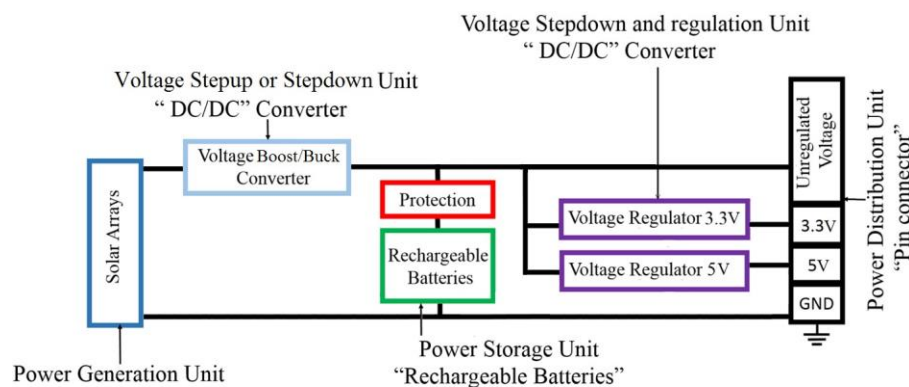 Voltage Stepdown and regulation Unit
“ DC/DC” Converter
Voltage Stepup or Stepdown Unit
“ DC/DC” Converter
Solar Arrays
Voltage Boost/Buck
Converter
Protection
Rechargeable
Batteries
Voltage Regulator 3.3V
Voltage Regulator 5V
Unregulated
Voltage
3.3V
5V
GND
Power Distribution Unit
“Pin connector”
Power Generation Unit
Power Storage Unit
“Rechargeable Batteries”